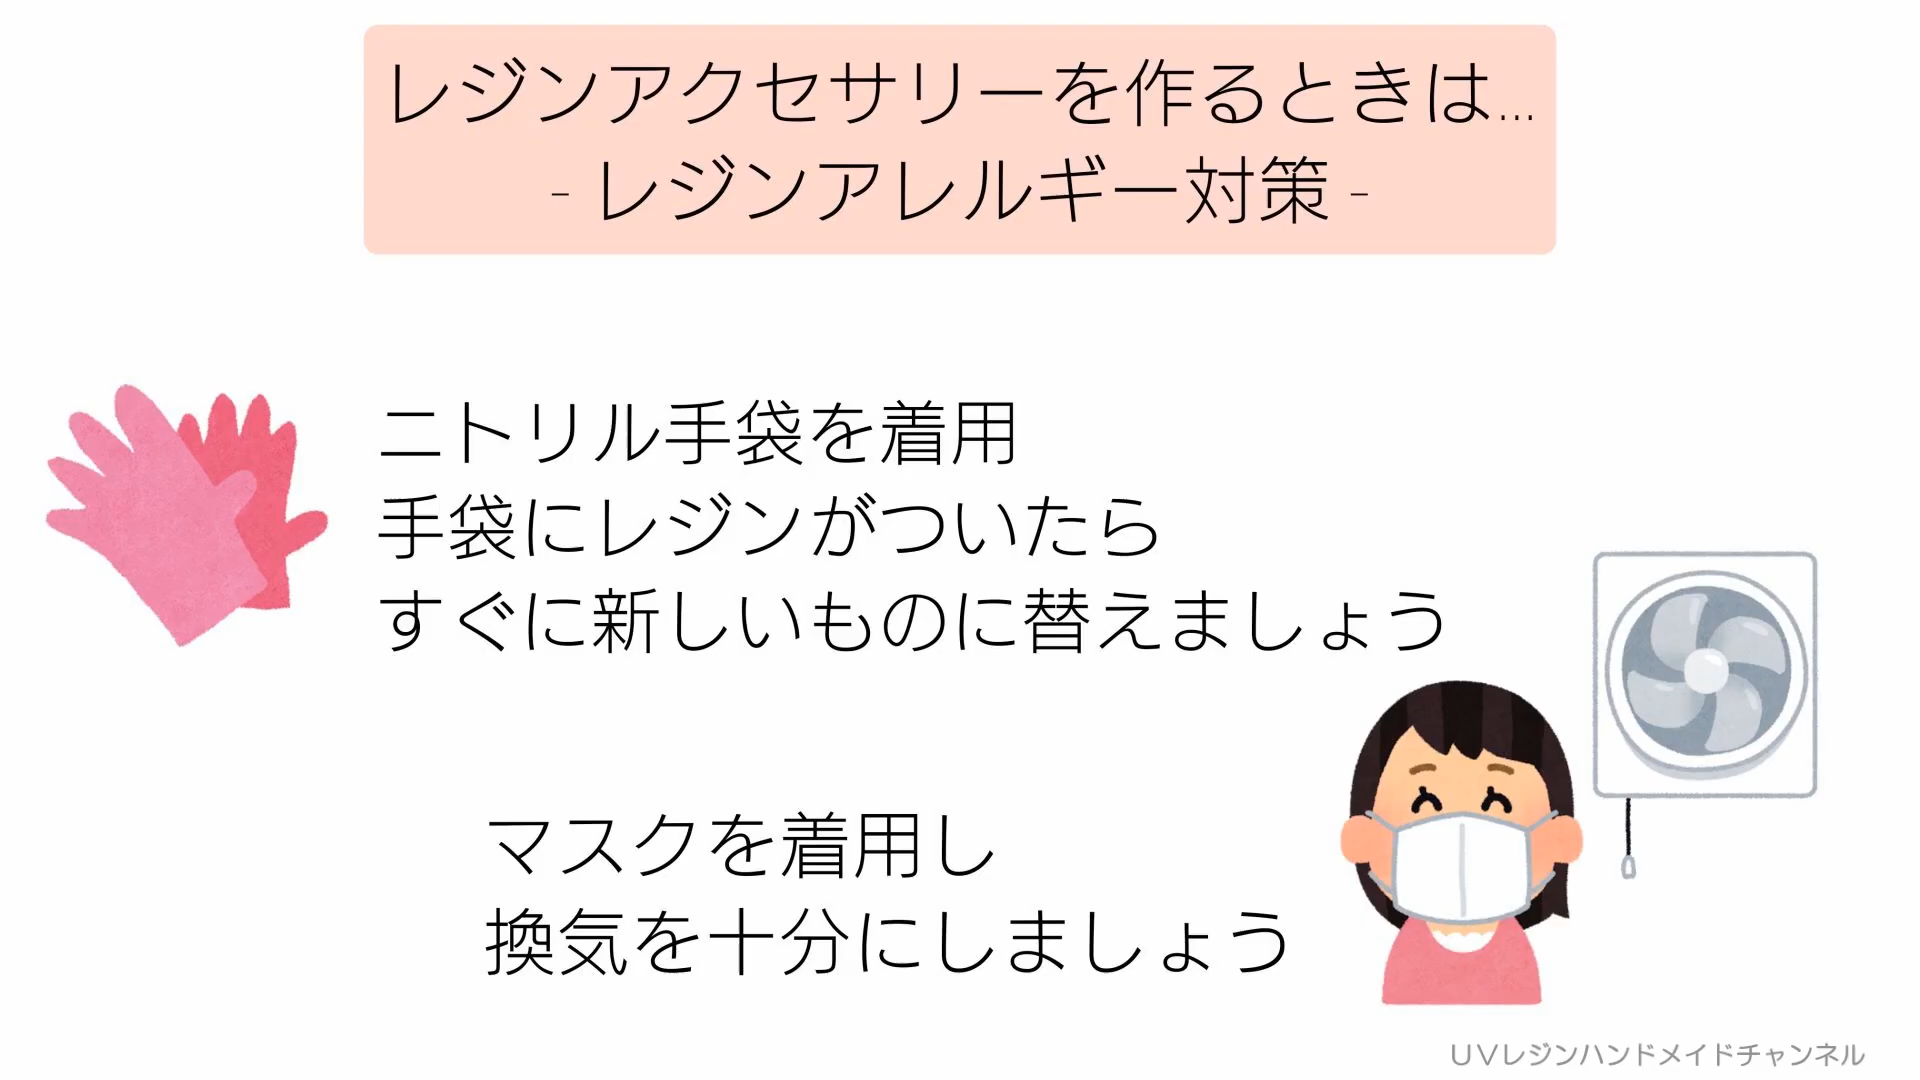 レジンアクセサリーを作るときは...
- レジンアレルギー対策 -
ニトリル手袋を着用
手袋にレジンがついたら
すぐに新しいものに替えましょう
マスクを着用し
換気を十分にしましょう
UVレジンハンドメイドチャンネル